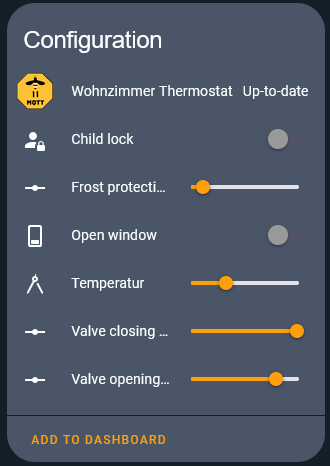 Configuration
MQTT
Wohnzimmer Thermostat Up-to-date
Child lock
Frost protecti...
Open window
Temperatur
Valve closing ...
Valve opening...
ADD TO DASHBOARD